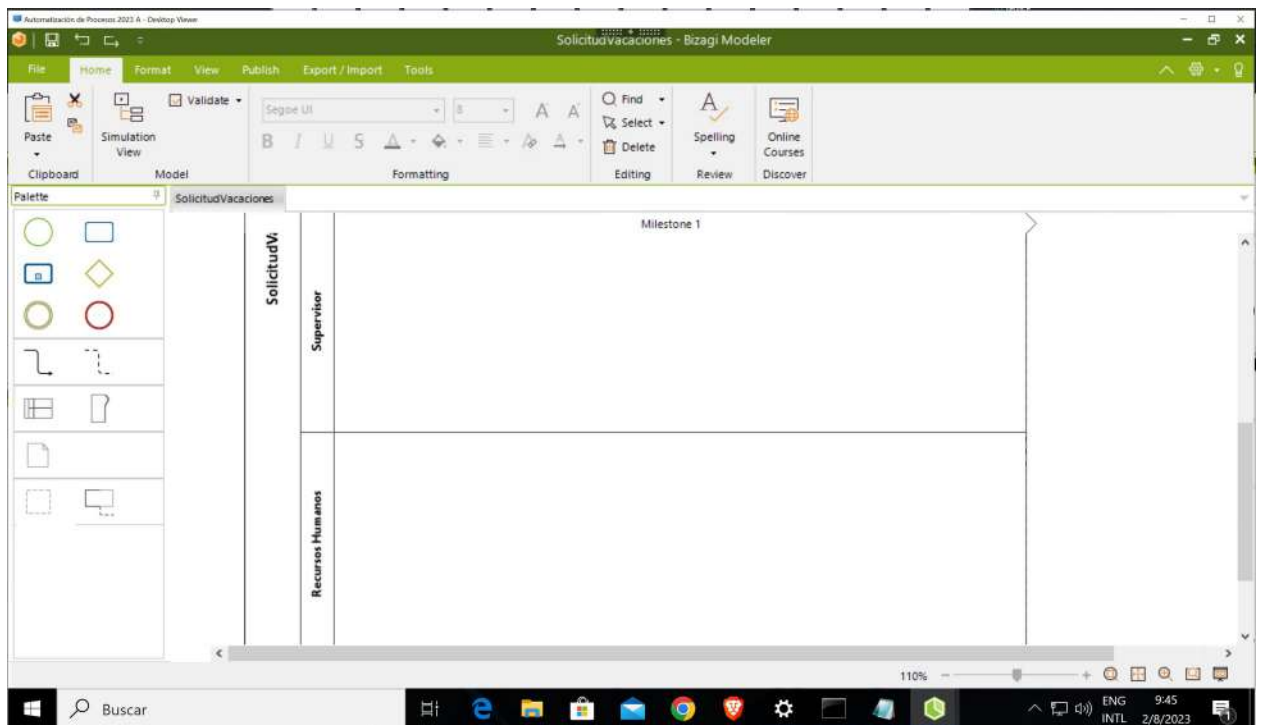 Automatización de Procesos 2023 A - Desktop Viewer
SolicitudVacaciones - Bizagi Modeler
File Home Format View Publish Export / Import Tools
Paste
Simulation View
Validate
Segoe UI
8
A A
B I U S A A
Find
Select
Delete
Spelling
Online Courses
Clipboard Model Formatting Editing Review Discover
Palette
SolicitudVacaciones
Milestone 1
SolicitudVa
Supervisor
Recursos Humanos
110%
Buscar
ENG
INTL
9:45
2/8/2023